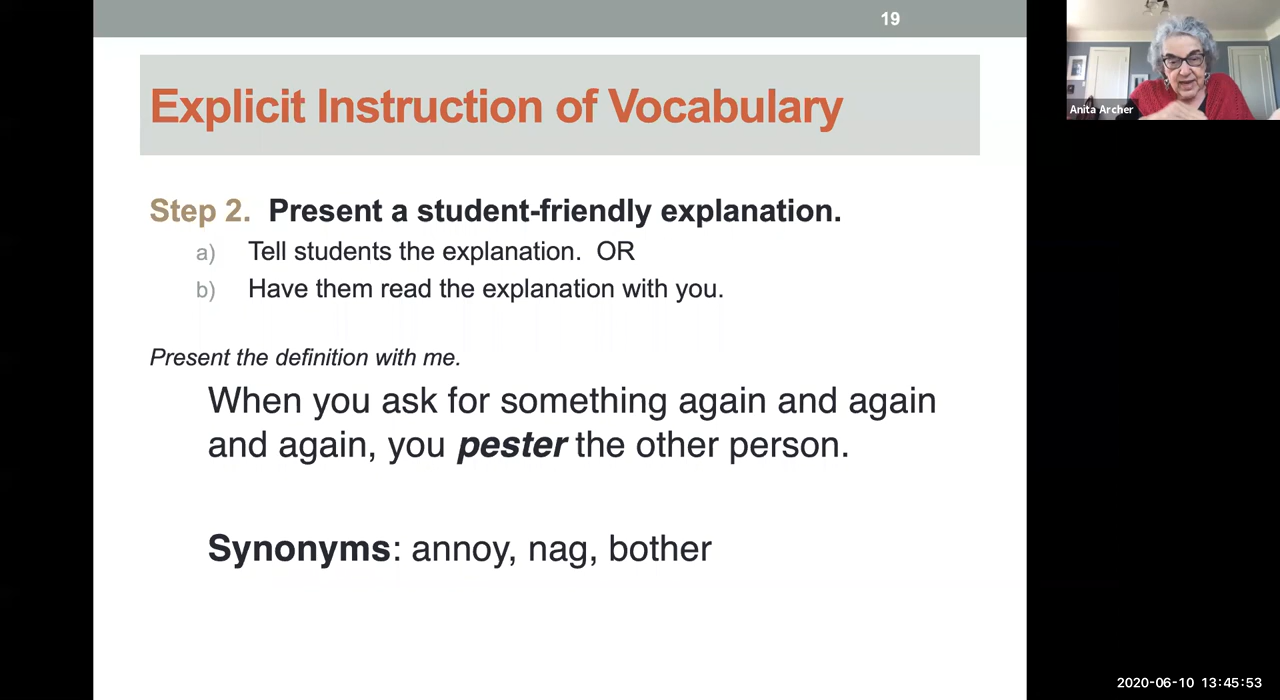 19
Explicit Instruction of Vocabulary
Step 2. Present a student-friendly explanation.
a) Tell students the explanation. OR
b) Have them read the explanation with you.
Present the definition with me.
When you ask for something again and again
and again, you pester the other person.
Synonyms: annoy, nag, bother
Anita Archer
2020-06-10 13:45:53